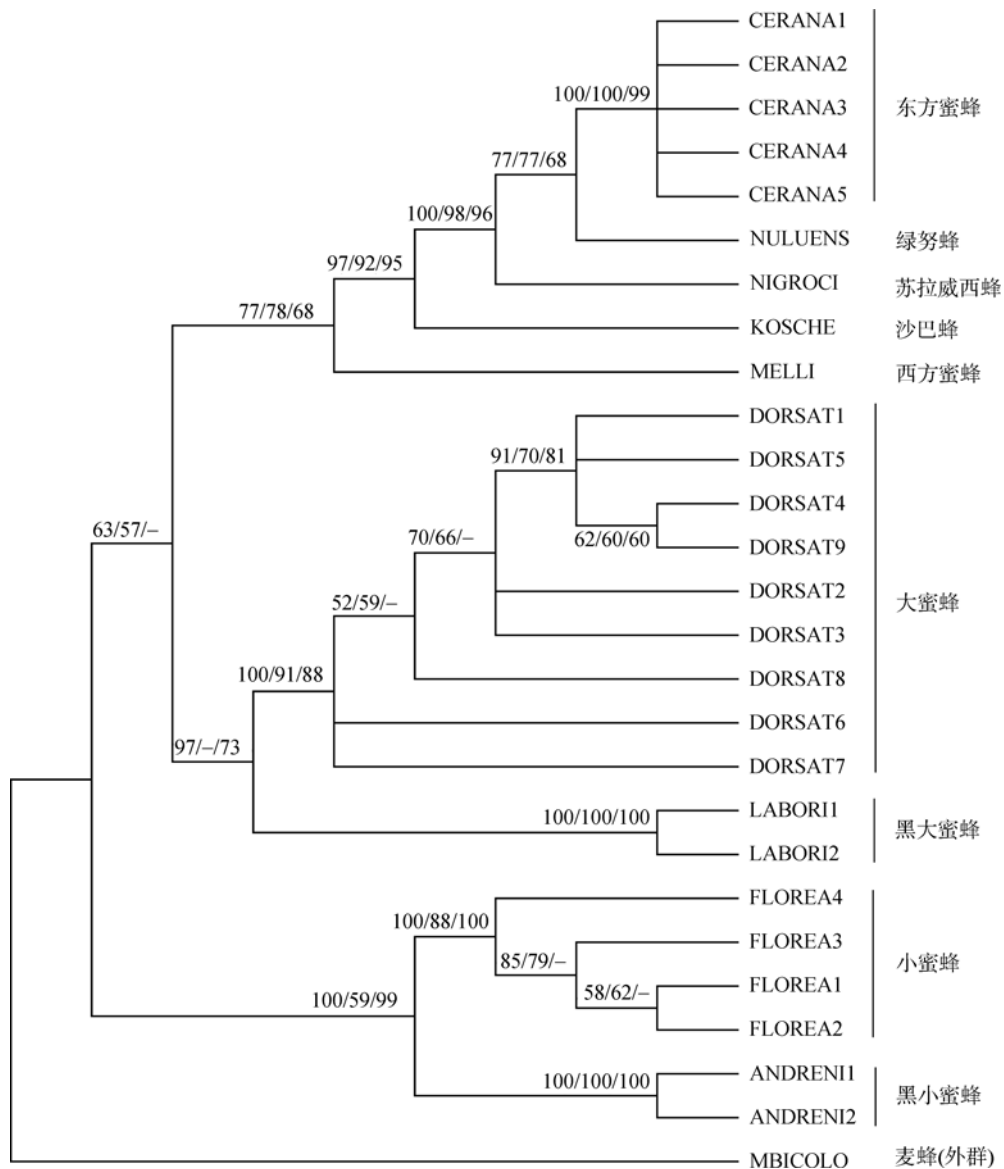 CERANA1
CERANA2
100/100/99
CERANA3
东方蜜蜂
CERANA4
77/77/68
CERANA5
100/98/96
NULUENS
绿努蜂
97/92/95
NIGROCI
苏拉威西蜂
77/78/68
KOSCHE
沙巴蜂
MELLI
西方蜜蜂
DORSAT1
91/70/81
DORSAT5
DORSAT4
63/57/–
70/66/–
62/60/60
DORSAT9
DORSAT2
大蜜蜂
52/59/–
DORSAT3
100/91/88
DORSAT8
DORSAT6
97/–/73
DORSAT7
100/100/100
LABORI1
黑大蜜蜂
LABORI2
FLOREA4
100/88/100
FLOREA3
85/79/–
小蜜蜂
58/62/–
FLOREA1
100/59/99
FLOREA2
100/100/100
ANDRENI1
黑小蜜蜂
ANDRENI2
MBICOLO
麦蜂(外群)